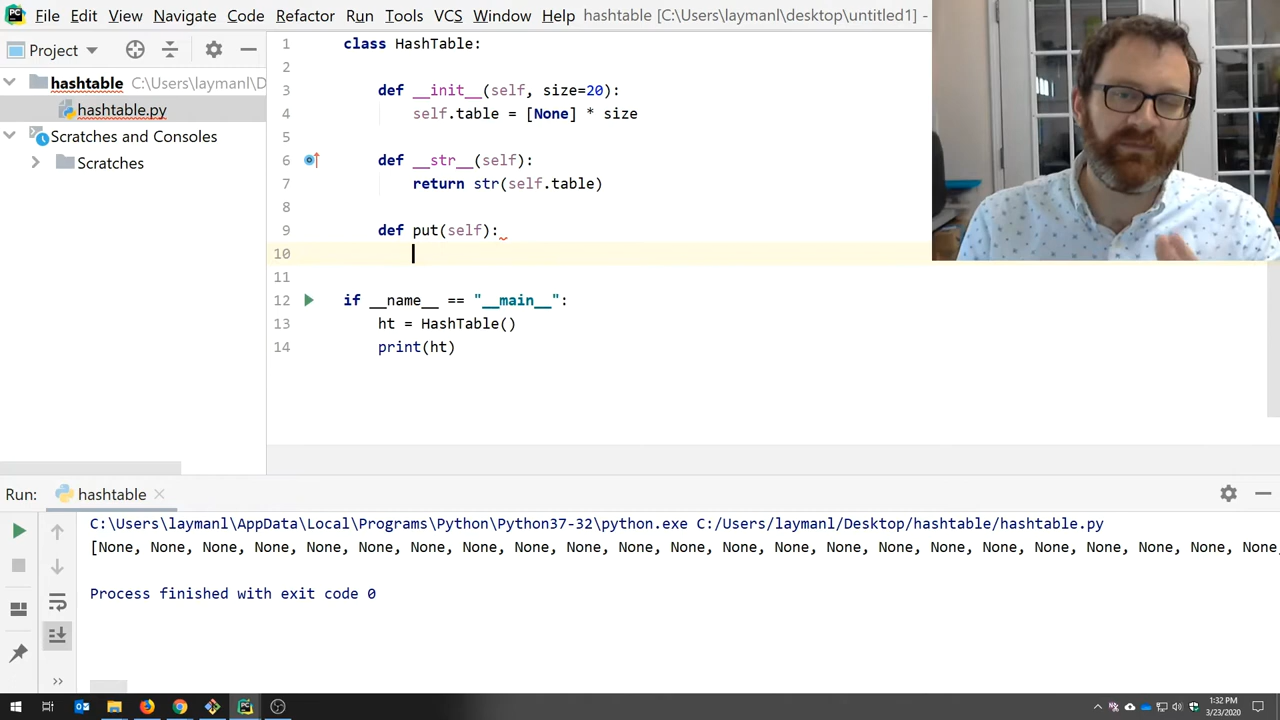 File Edit View Navigate Code Refactor Run Tools VCS Window Help hashtable [C:\Users\laymanl\desktop\untitled1] -
Project
hashtable C:\Users\laymanl\D
hashtable.py
Scratches and Consoles
Scratches
1 class HashTable:
2
3 def __init__(self, size=20):
4 self.table = [None] * size
5
6 def __str__(self):
7 return str(self.table)
8
9 def put(self):
10
11
12 if __name__ == "__main__":
13 ht = HashTable()
14 print(ht)
Run: hashtable
C:\Users\laymanl\AppData\Local\Programs\Python\Python37-32\python.exe C:/Users/laymanl/Desktop/hashtable/hashtable.py
[None, None, None, None, None, None, None, None, None, None, None, None, None, None, None, None, None, None, None, None, None, None, None
Process finished with exit code 0
1:32 PM
3/23/2020